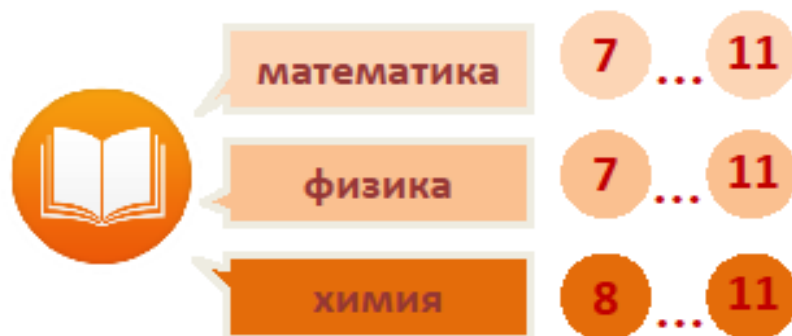 математика 7 ... 11
физика 7 ... 11
химия 8 ... 11